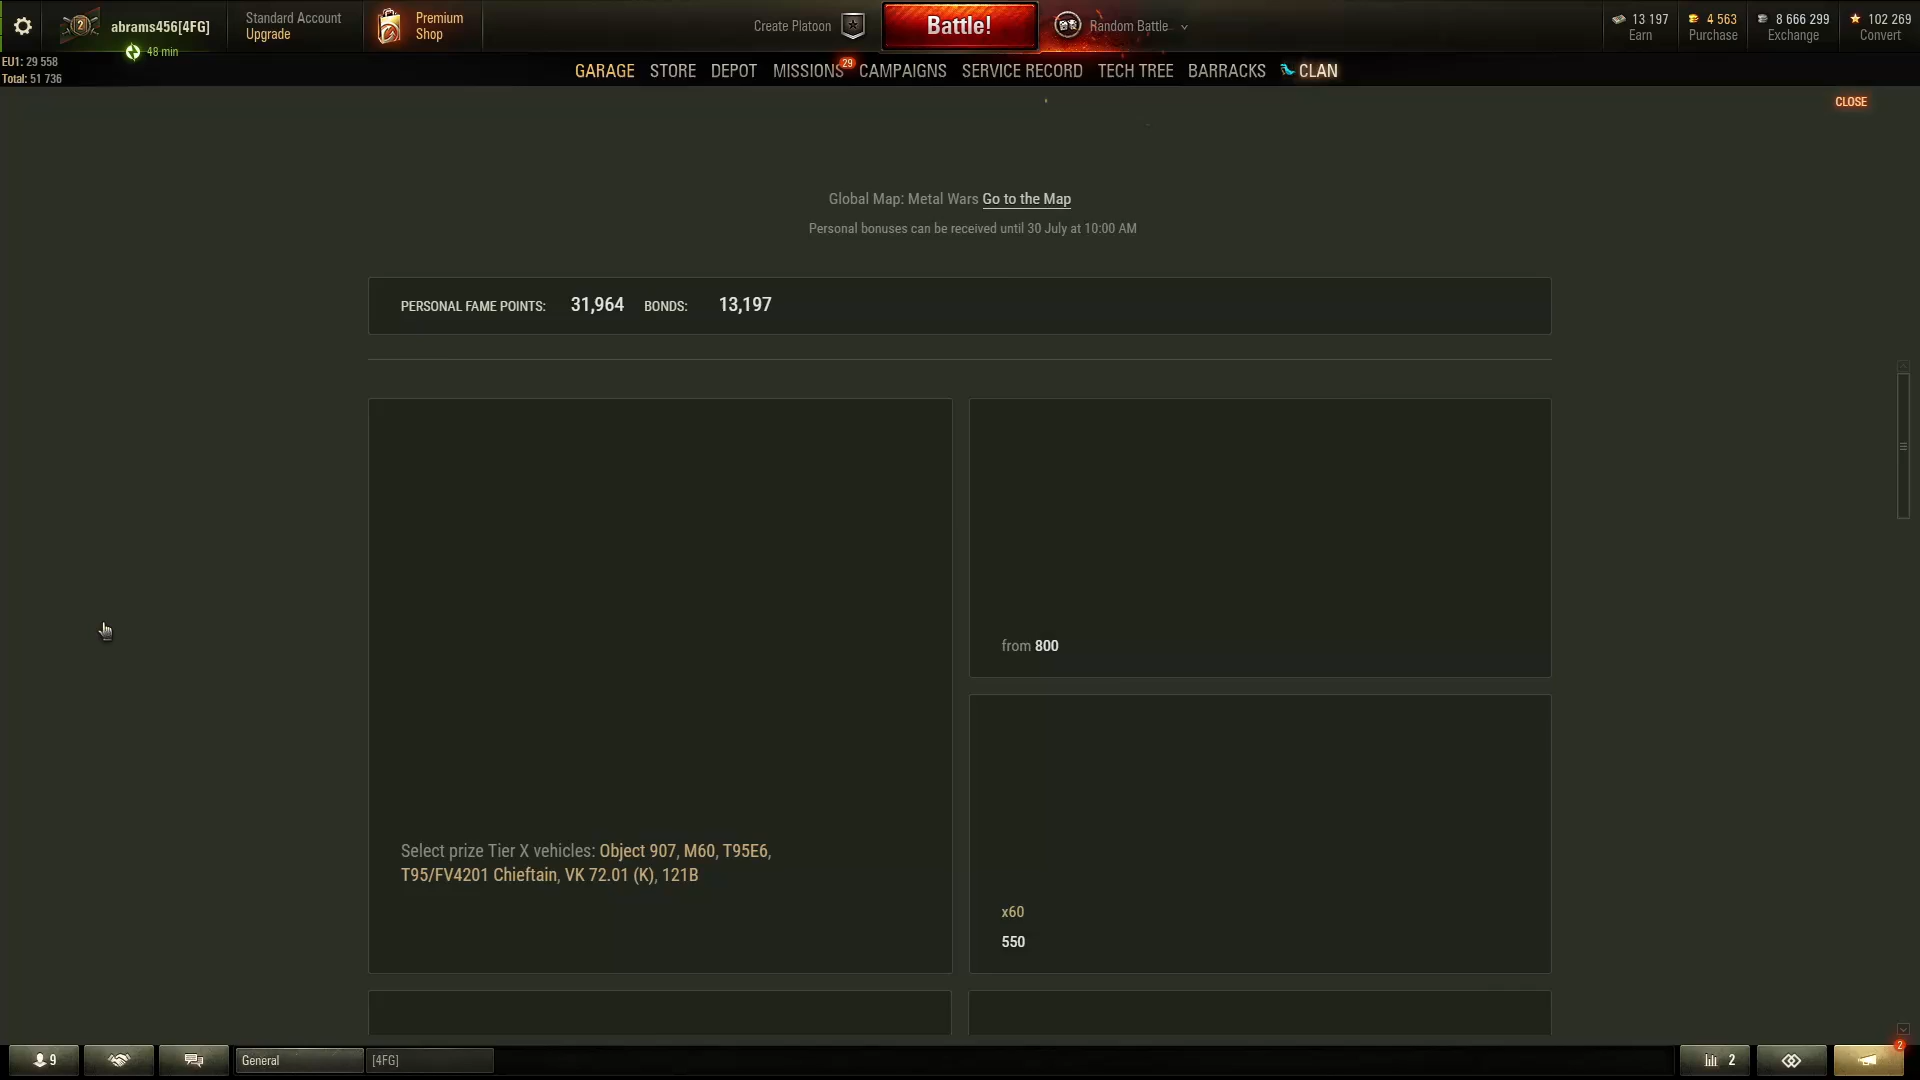 abrams456[4FG]
48 min
Standard Account
Upgrade
Premium
Shop
Create Platoon
Battle!
Random Battle
13 197
Earn
4 563
Purchase
8 666 299
Exchange
102 269
Convert
EU1: 29 558
Total: 51 736
GARAGE STORE DEPOT MISSIONS 29 CAMPAIGNS SERVICE RECORD TECH TREE BARRACKS CLAN
CLOSE
Global Map: Metal Wars Go to the Map
Personal bonuses can be received until 30 July at 10:00 AM
PERSONAL FAME POINTS: 31,964 BONDS: 13,197
from 800
Select prize Tier X vehicles: Object 907, M60, T95E6,
T95/FV4201 Chieftain, VK 72.01 (K), 121B
x60
550
9
General
[4FG]
2
2